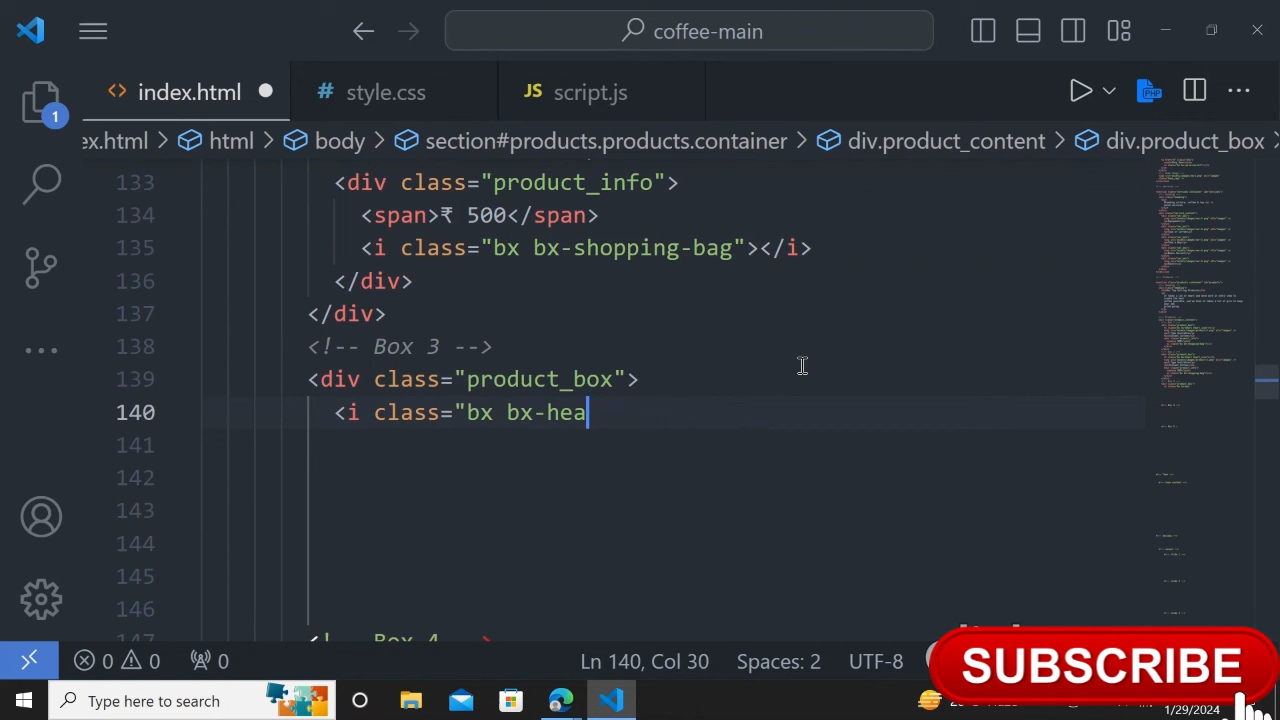 coffee-main
index.html
# style.css
JS script.js
ex.html > html > body > section#products.products.container > div.product_content > div.product_box >
1
133 <div class="product_info">
134 <span>₹ 500</span>
135 <i class="bx bx-shopping-bag"></i>
136 </div>
137 </div>
138 <!-- Box 3 -->
139 <div class="product_box">
140 <i class="bx bx-hea
141
142
143
144
145
146
147 <!-- Box 4 -->
0 0 0
Ln 140, Col 30
Spaces: 2
UTF-8
SUBSCRIBE
Type here to search
1/29/2024